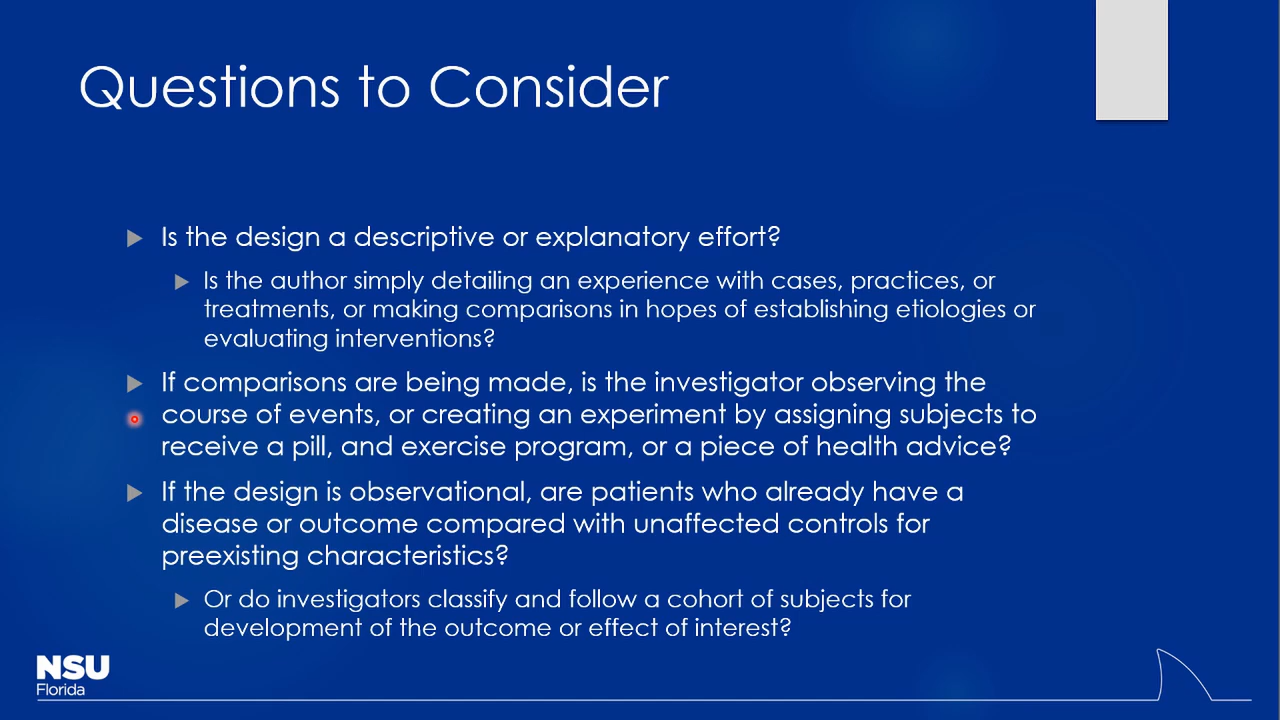 Questions to Consider
Is the design a descriptive or explanatory effort?
Is the author simply detailing an experience with cases, practices, or
treatments, or making comparisons in hopes of establishing etiologies or
evaluating interventions?
If comparisons are being made, is the investigator observing the
course of events, or creating an experiment by assigning subjects to
receive a pill, and exercise program, or a piece of health advice?
If the design is observational, are patients who already have a
disease or outcome compared with unaffected controls for
preexisting characteristics?
Or do investigators classify and follow a cohort of subjects for
development of the outcome or effect of interest?
NSU
Florida